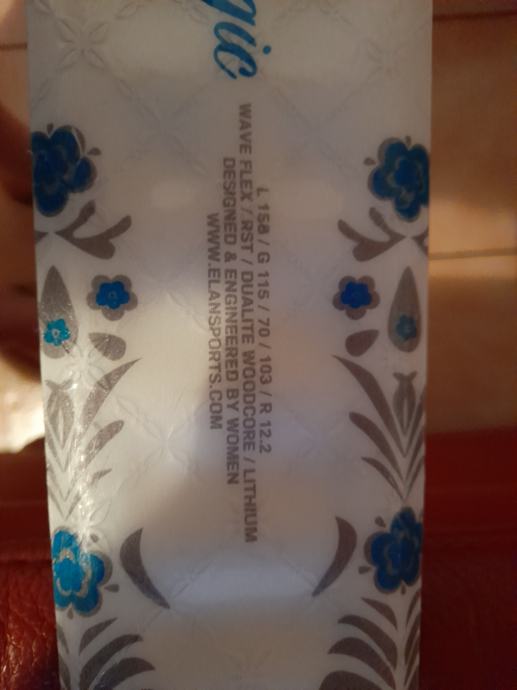 gic
L 158 / G 115 / 70 / 103 / R 12.2
WAVE FLEX / RST / DUALITE WOODCORE / LITHIUM
DESIGNED & ENGINEERED BY WOMEN
WWW.ELANSPORTS.COM